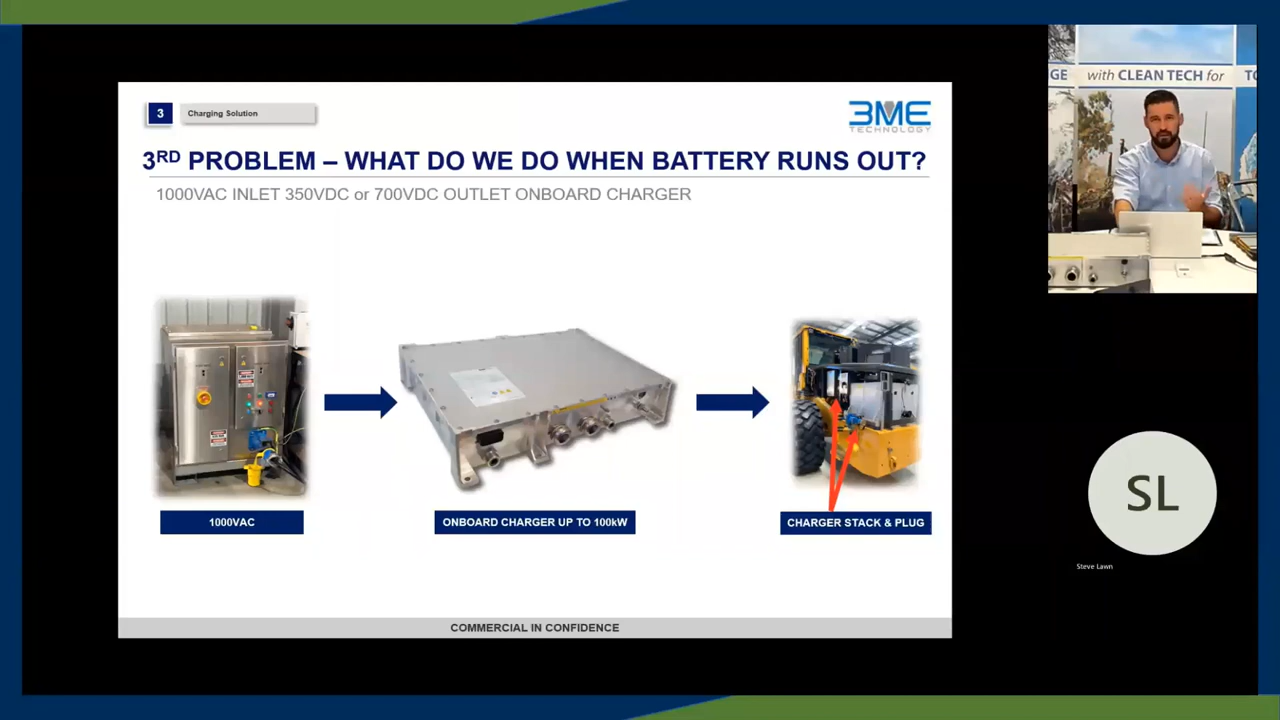 3
Charging Solution
3ME
TECHNOLOGY
3RD PROBLEM – WHAT DO WE DO WHEN BATTERY RUNS OUT?
1000VAC INLET 350VDC or 700VDC OUTLET ONBOARD CHARGER
1000VAC
ONBOARD CHARGER UP TO 100kW
CHARGER STACK & PLUG
COMMERCIAL IN CONFIDENCE
GE with CLEAN TECH for TO
SL
Steve Lawn